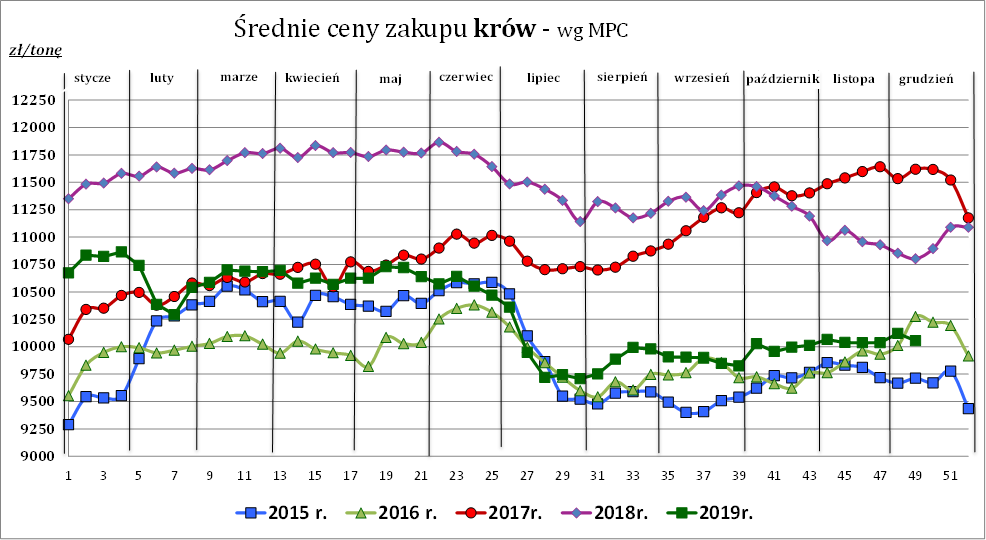 Średnie ceny zakupu krów - wg MPC
zł/tonę
stycze luty marze kwiecień maj czerwiec lipiec sierpień wrzesień październik listopa grudzień
12250
12000
11750
11500
11250
11000
10750
10500
10250
10000
9750
9500
9250
9000
1 3 5 7 9 11 13 15 17 19 21 23 25 27 29 31 33 35 37 39 41 43 45 47 49 51
2015 r. 2016 r. 2017r. 2018r. 2019r.